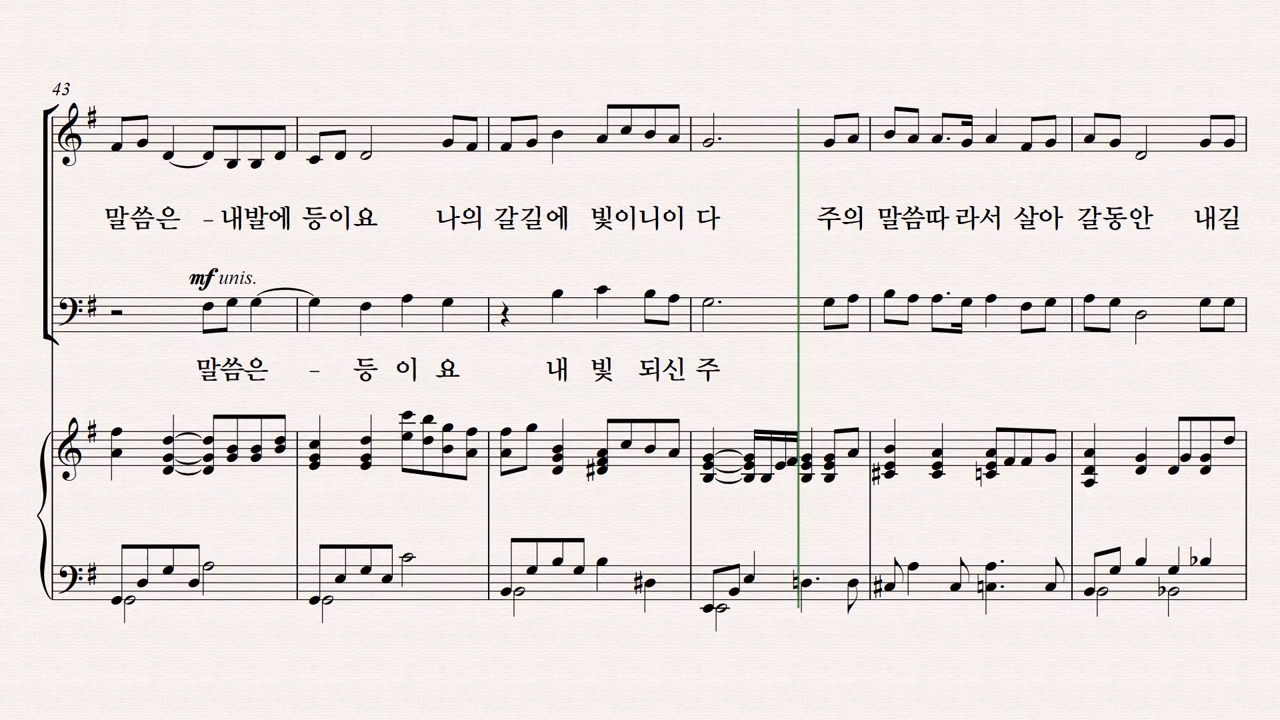 43
말씀은 - 내발에 등이요 나의 갈길에 빛이니이 다 주의 말씀따 라서 살아 갈동안 내길
mf unis.
말씀은 - 등 이 요 내 빛 되신 주